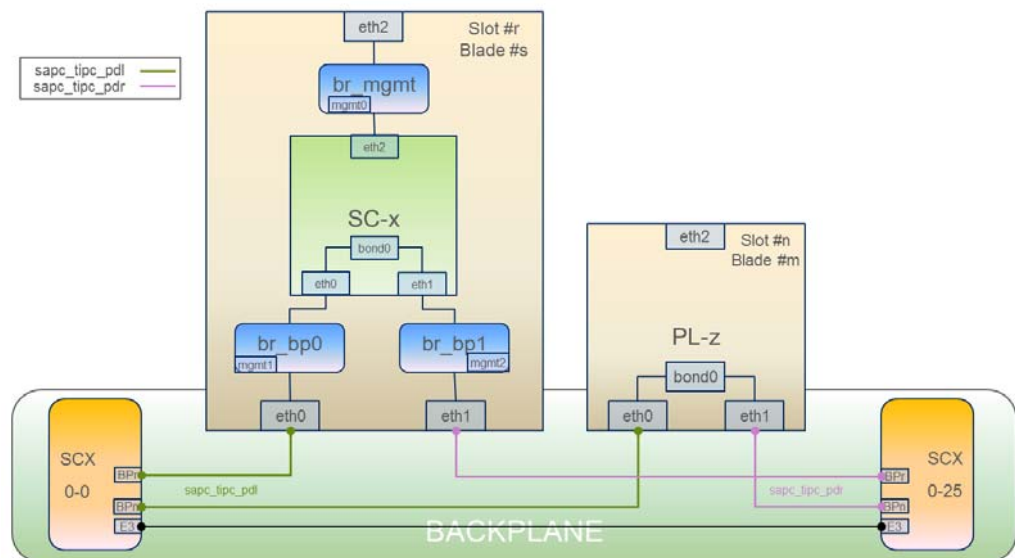 eth2
Slot #r
Blade #s
sapc_tipc_pdl
sapc_tipc_pdr
br_mgmt
mgmt0
eth2
SC-x
bond0
eth0
eth1
br_bp0
mgmt1
br_bp1
mgmt2
eth0
eth1
eth2
Slot #n
Blade #m
PL-z
bond0
eth0
eth1
SCX
0-0
BPr
BPn
E3
sapc_tipc_pdl
sapc_tipc_pdr
SCX
0-25
BPr
BPn
E3
BACKPLANE